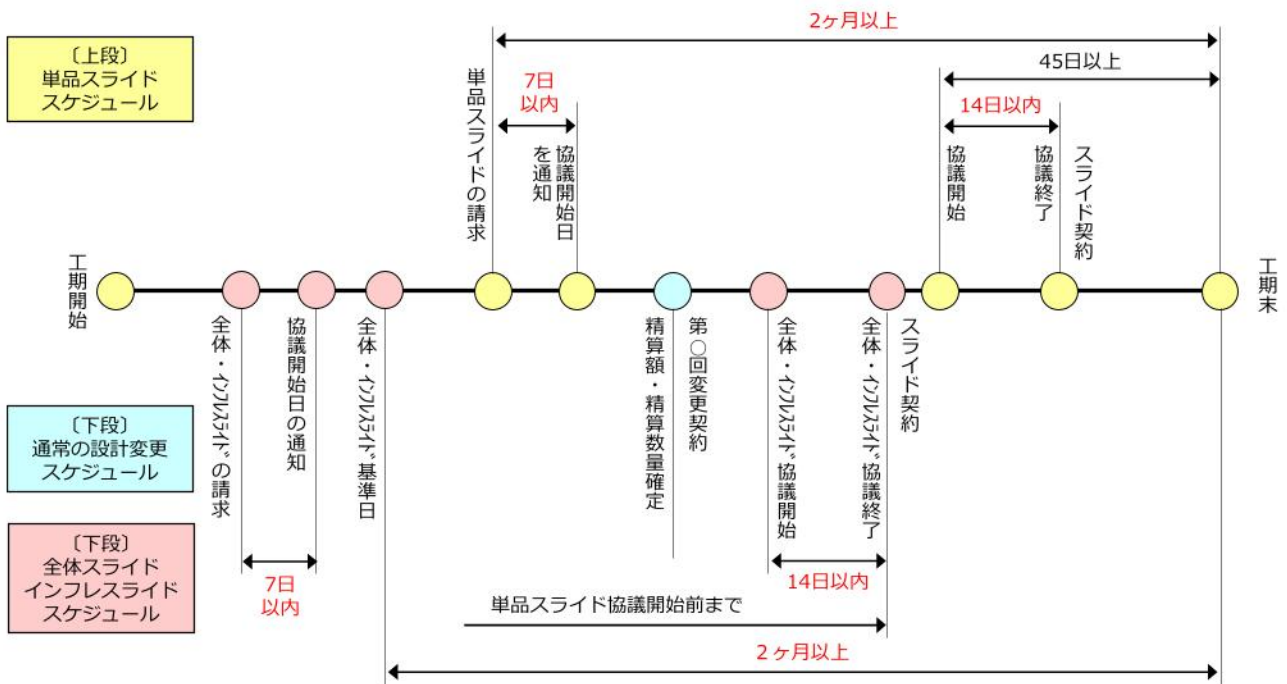 2ヶ月以上
〔上段〕
単品スライド
スケジュール
45日以上
7日
以内
14日以内
単品スライドの請求
協議開始日
を通知
協議開始
協議終了
スライド契約
工期開始
工期末
全体・インフレスライドの請求
協議開始日の通知
全体・インフレスライド基準日
第○回変更契約
精算額・精算数量確定
全体・インフレスライド協議開始
スライド契約
全体・インフレスライド協議終了
〔下段〕
通常の設計変更
スケジュール
〔下段〕
全体スライド
インフレスライド
スケジュール
7日
以内
14日以内
単品スライド協議開始前まで
２ヶ月以上